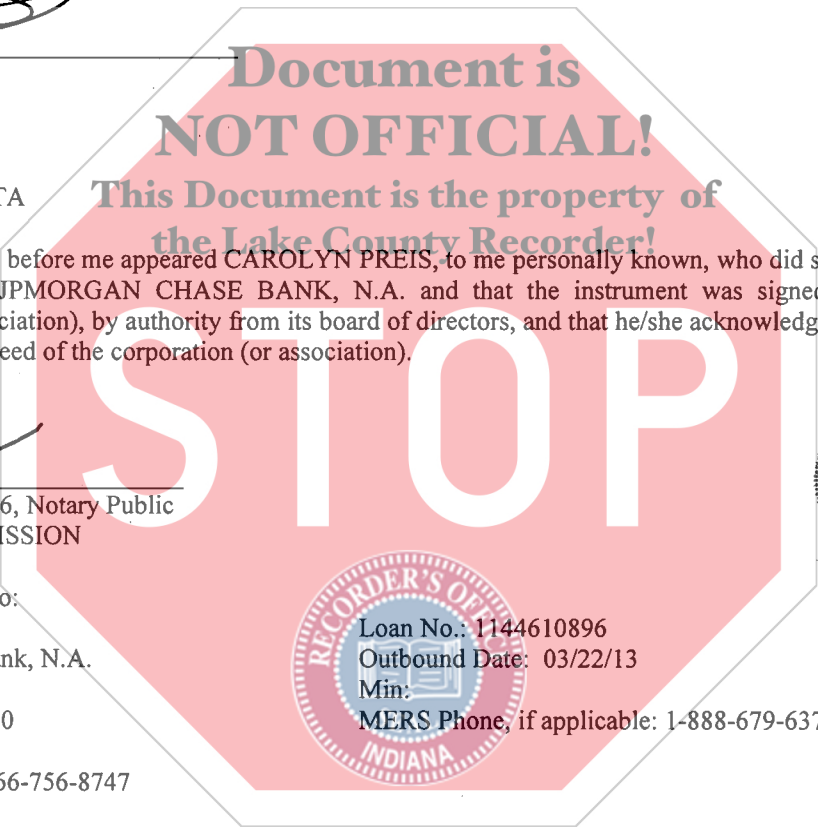 Document is
NOT OFFICIAL!
This Document is the property of
the Lake County Recorder!
TA
before me appeared CAROLYN PREIS, to me personally known, who did s
JPMORGAN CHASE BANK, N.A. and that the instrument was signed
ciation), by authority from its board of directors, and that he/she acknowledg
eed of the corporation (or association).
STOP
6, Notary Public
ISSION
o:
nk, N.A.
0
66-756-8747
RECORDER'S OFFICE
INDIANA
Loan No.: 1144610896
Outbound Date: 03/22/13
Min:
MERS Phone, if applicable: 1-888-679-637